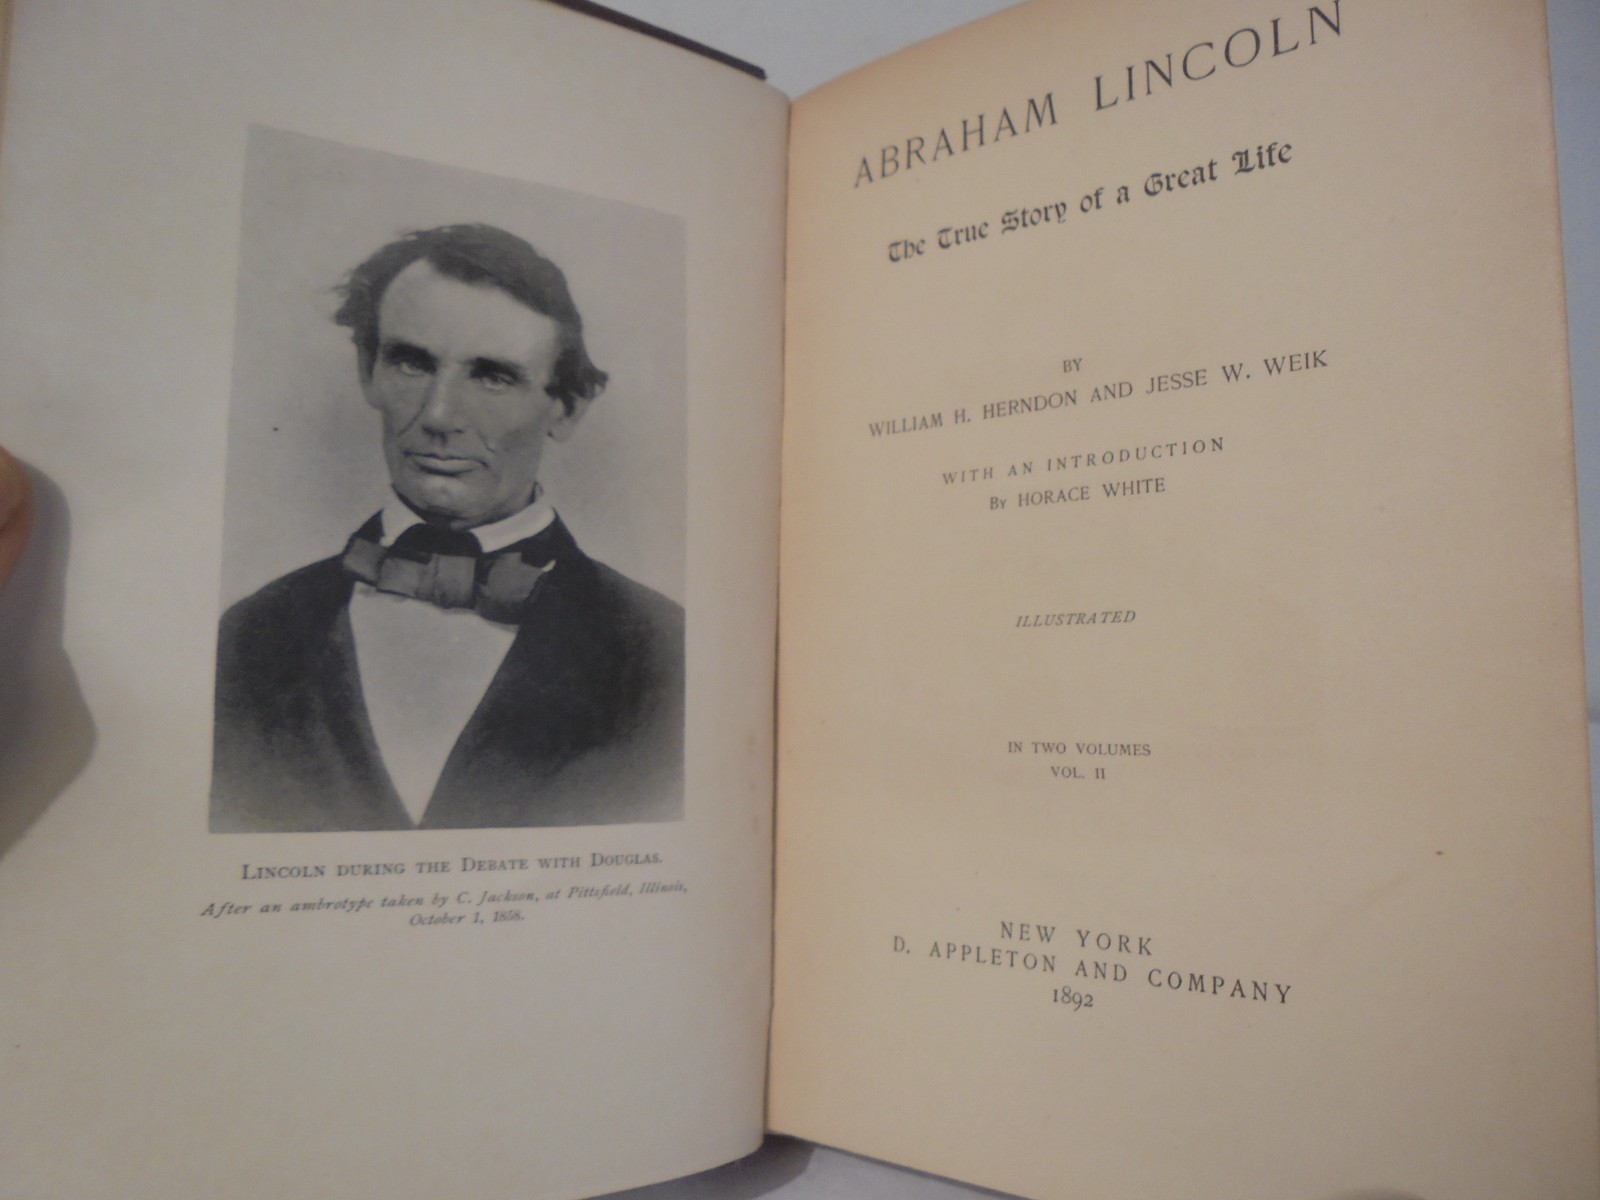 LINCOLN DURING THE DEBATE WITH DOUGLAS.
After an ambrotype taken by C. Jackson, at Pittsfield, Illinois,
October 1, 1858.
ABRAHAM LINCOLN
The True Story of a Great Life
BY
WILLIAM H. HERNDON AND JESSE W. WEIK
WITH AN INTRODUCTION
By HORACE WHITE
ILLUSTRATED
IN TWO VOLUMES
VOL. II
NEW YORK
D. APPLETON AND COMPANY
1892